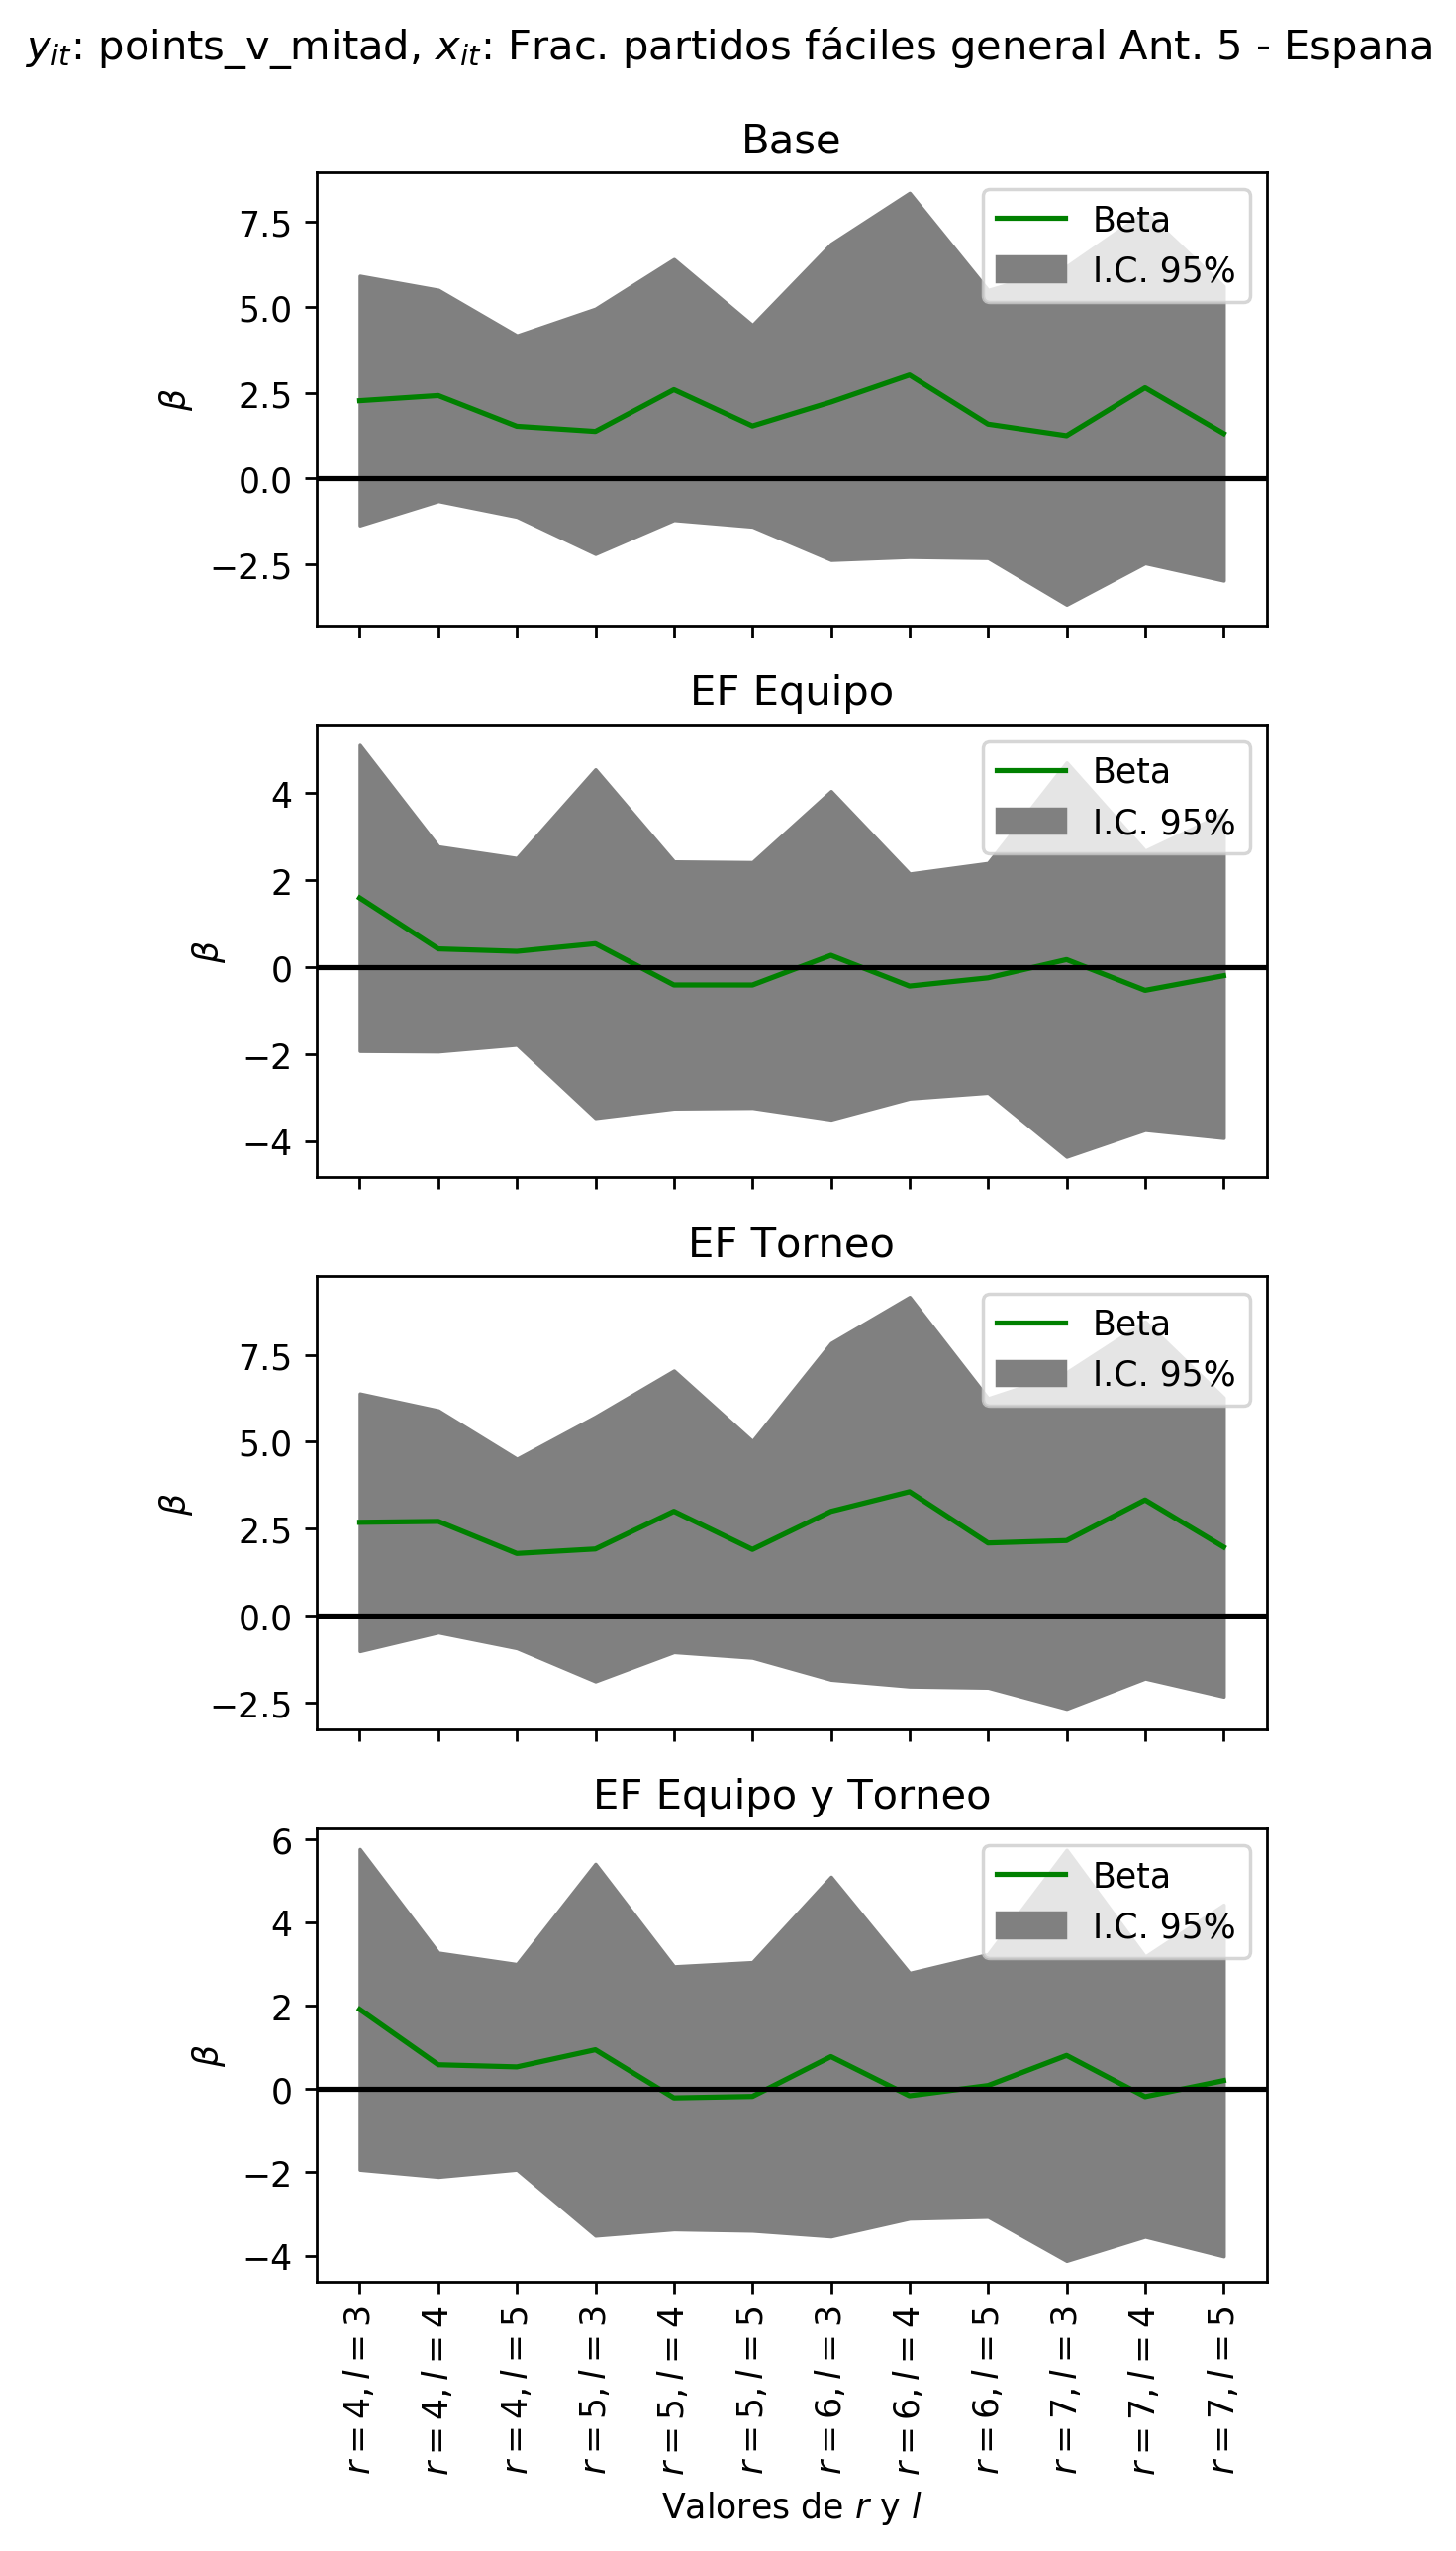 y_{it}: points_v_mitad, x_{it}: Frac. partidos fáciles general Ant. 5 - Espana
Base
7.5
5.0
2.5
0.0
−2.5
β
Beta
I.C. 95%
EF Equipo
4
2
0
−2
−4
β
Beta
I.C. 95%
EF Torneo
7.5
5.0
2.5
0.0
−2.5
β
Beta
I.C. 95%
EF Equipo y Torneo
6
4
2
0
−2
−4
β
Beta
I.C. 95%
r = 4, l = 3
r = 4, l = 4
r = 4, l = 5
r = 5, l = 3
r = 5, l = 4
r = 5, l = 5
r = 6, l = 3
r = 6, l = 4
r = 6, l = 5
r = 7, l = 3
r = 7, l = 4
r = 7, l = 5
Valores de r y l